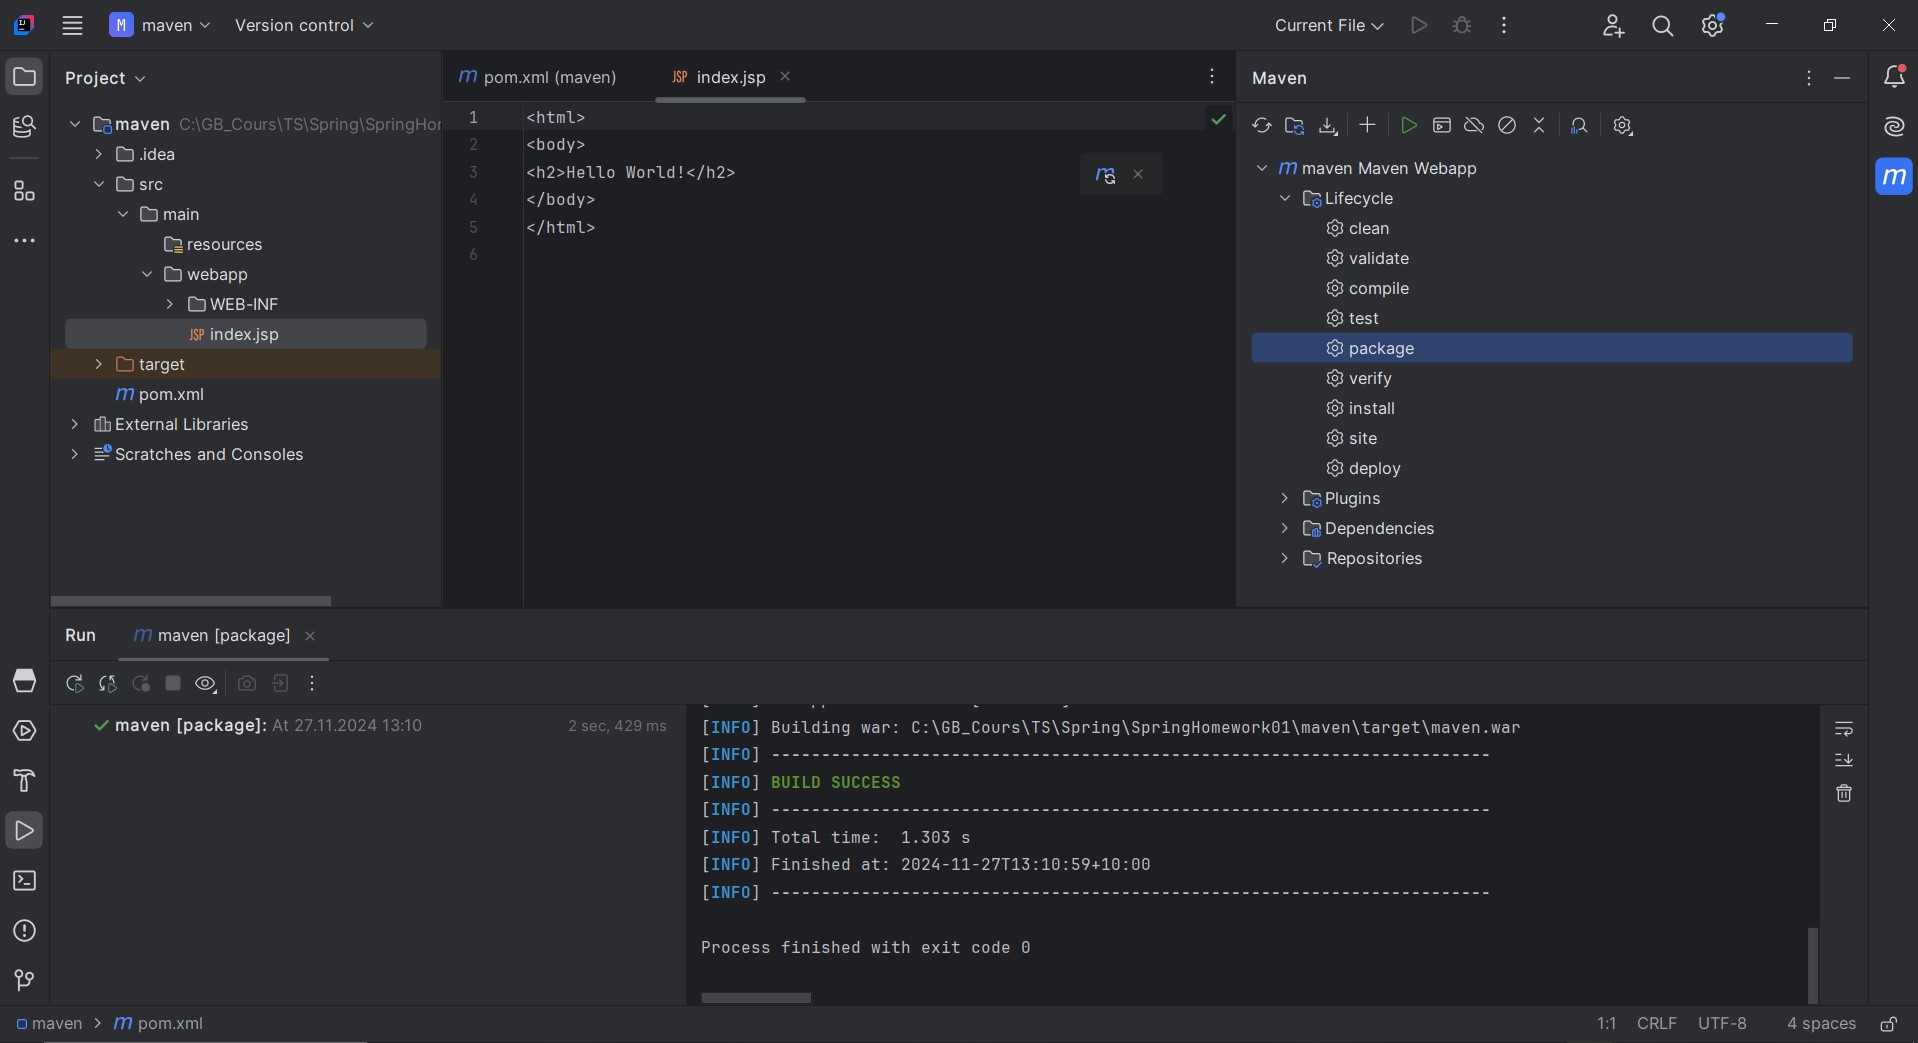 M maven Version control Current File
Project
maven C:\GB_Cours\TS\Spring\SpringHo
.idea
src
main
resources
webapp
WEB-INF
JSP index.jsp
target
m pom.xml
External Libraries
Scratches and Consoles
m pom.xml (maven) JSP index.jsp
1 <html>
2 <body>
3 <h2>Hello World!</h2>
4 </body>
5 </html>
6
m
Maven
m
m maven Maven Webapp
Lifecycle
clean
validate
compile
test
package
verify
install
site
deploy
Plugins
Dependencies
Repositories
Run m maven [package]
maven [package]: At 27.11.2024 13:10 2 sec, 429 ms
[INFO] Building war: C:\GB_Cours\TS\Spring\SpringHomework01\maven\target\maven.war
[INFO] ------------------------------------------------------------------------
[INFO] BUILD SUCCESS
[INFO] ------------------------------------------------------------------------
[INFO] Total time:  1.303 s
[INFO] Finished at: 2024-11-27T13:10:59+10:00
[INFO] ------------------------------------------------------------------------
Process finished with exit code 0
maven > m pom.xml 1:1 CRLF UTF-8 4 spaces